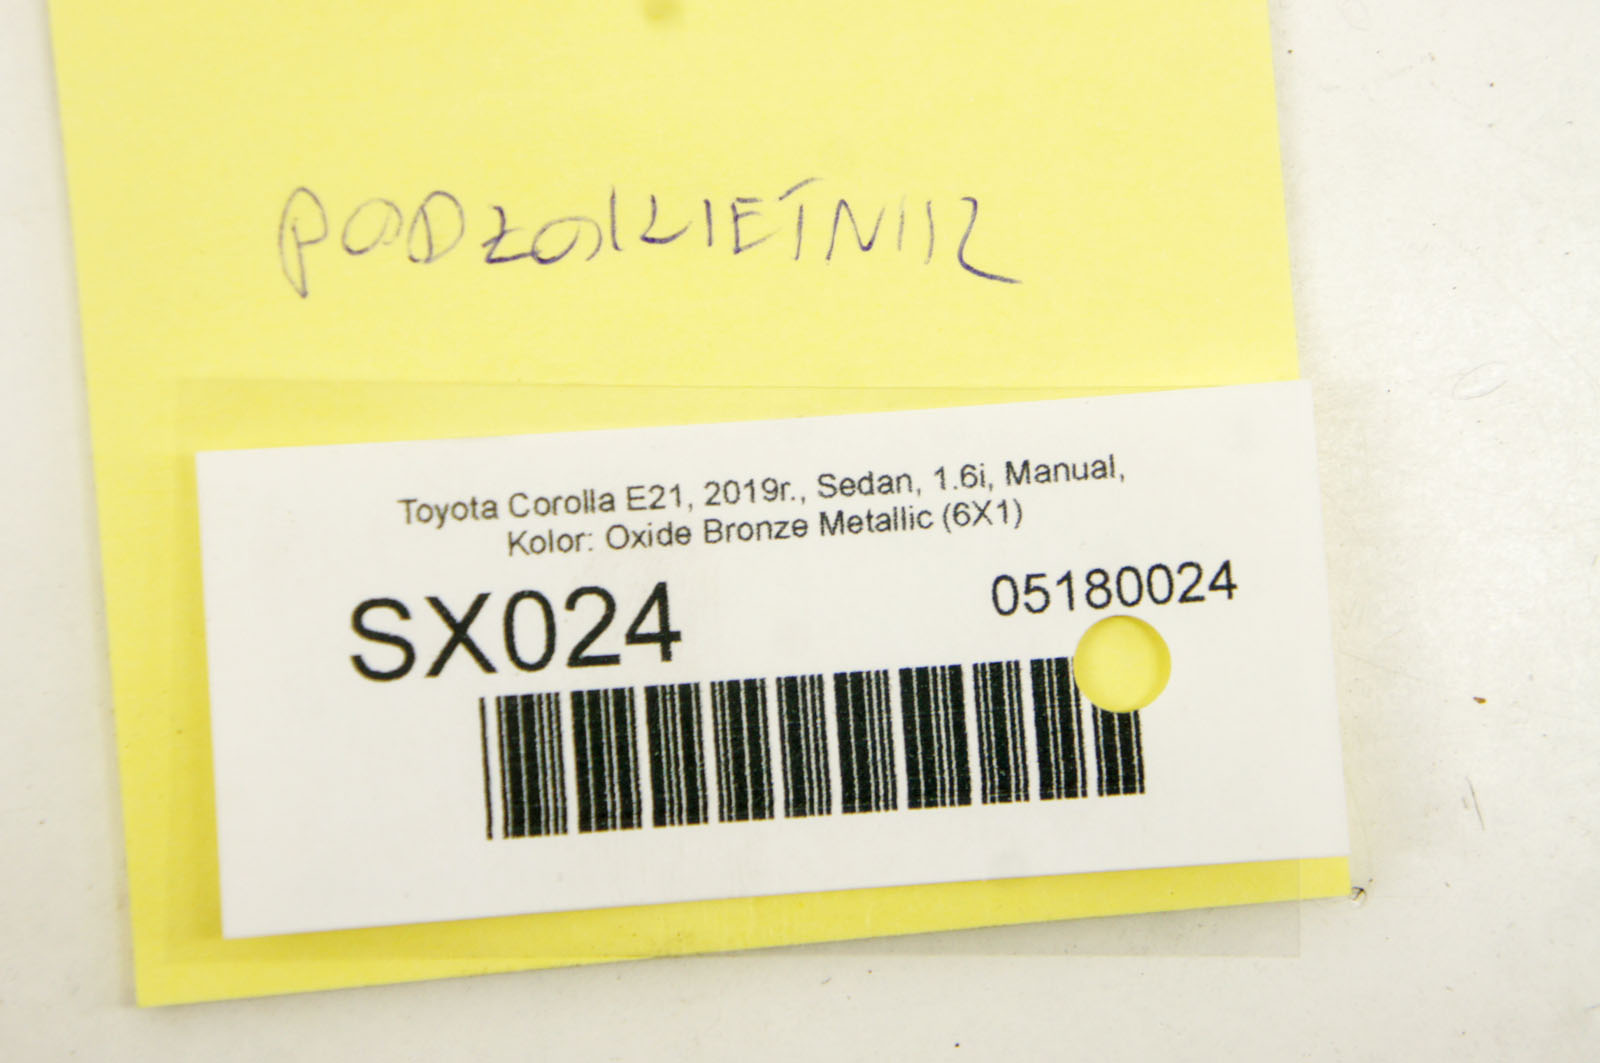 PODŁOKIETNIK
Toyota Corolla E21, 2019r., Sedan, 1.6i, Manual,
Kolor: Oxide Bronze Metallic (6X1)
SX024
05180024